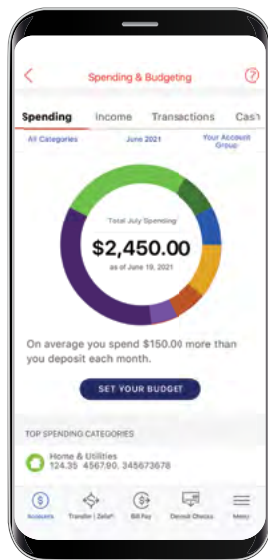 Spending & Budgeting
Spending Income Transactions Cash
All Categories June 2021 Your Account
Group
Total July Spending
$2,450.00
as of June 19, 2021
On average you spend $150.00 more than
you deposit each month.
SET YOUR BUDGET
TOP SPENDING CATEGORIES
Home & Utilities
124.35 4567.90. 345673678
Accounts Transfer | Zelle® Bill Pay Deposit Checks Menu